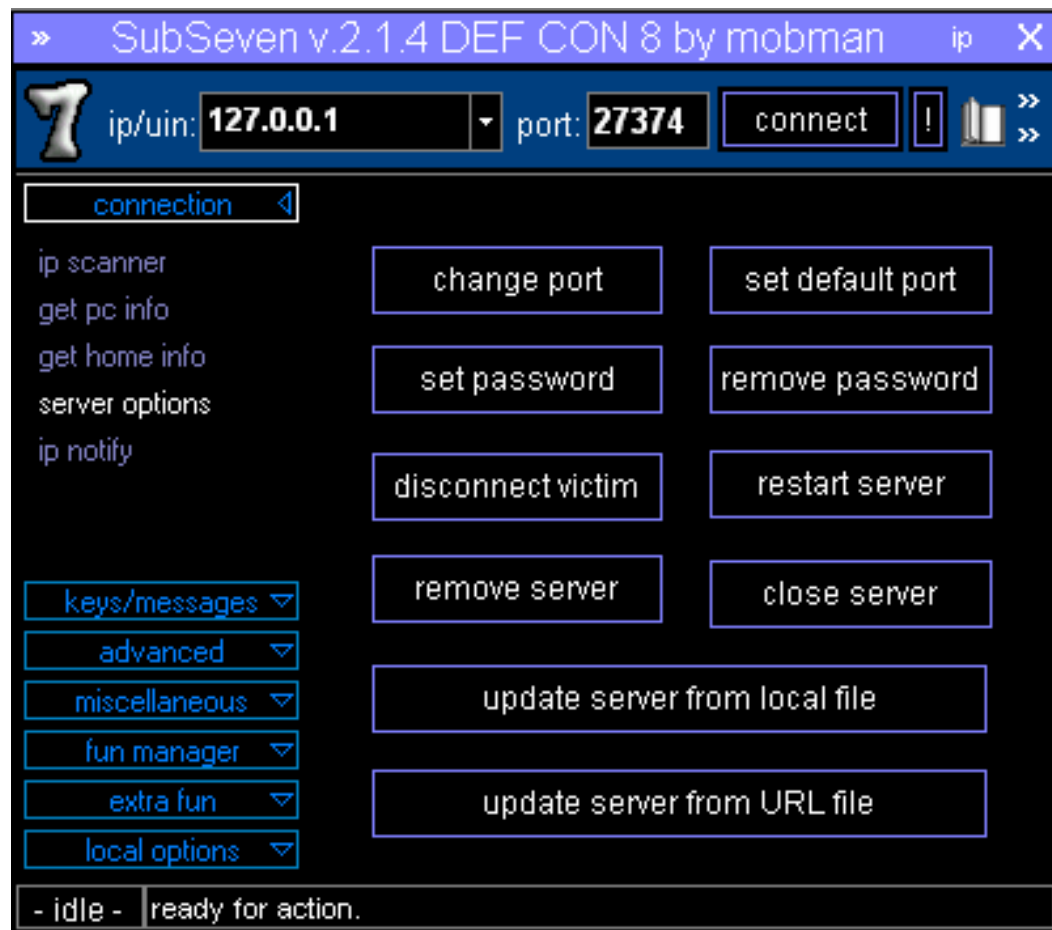 » SubSeven v.2.1.4 DEF CON 8 by mobman ip X
7 ip/uin: 127.0.0.1 port: 27374 connect ! »
»
connection
ip scanner
get pc info
get home info
server options
ip notify
keys/messages
advanced
miscellaneous
fun manager
extra fun
local options
change port
set default port
set password
remove password
disconnect victim
restart server
remove server
close server
update server from local file
update server from URL file
- idle - ready for action.